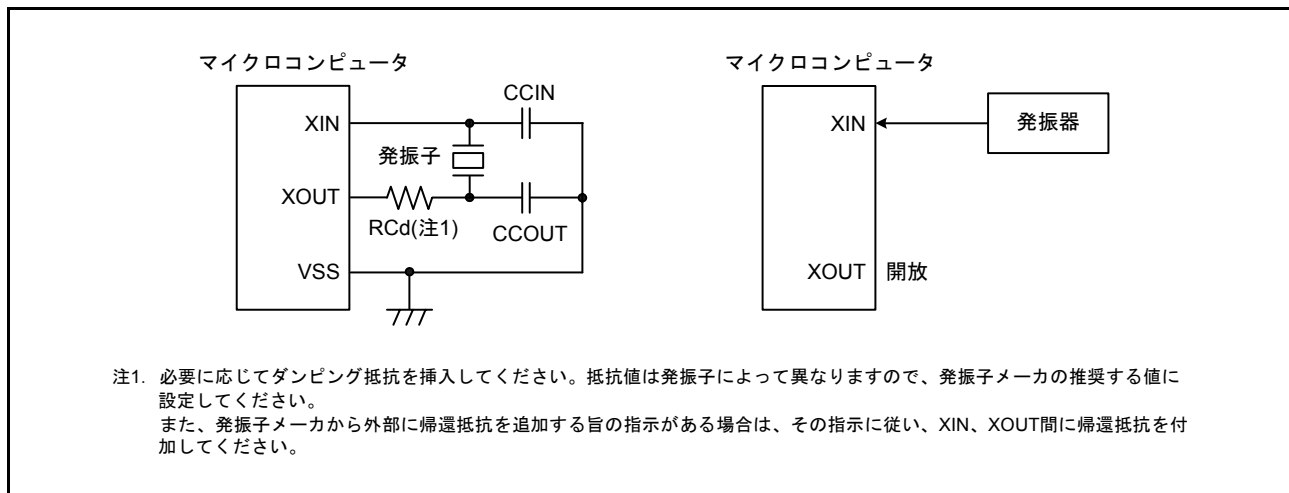 マイクロコンピュータ
XIN
CCIN
発振子
XOUT
RCd(注1)
CCOUT
VSS
マイクロコンピュータ
XIN
発振器
XOUT
開放
注1. 必要に応じてダンピング抵抗を挿入してください。抵抗値は発振子によって異なりますので、発振子メーカの推奨する値に
設定してください。
また、発振子メーカから外部に帰還抵抗を追加する旨の指示がある場合は、その指示に従い、XIN、XOUT間に帰還抵抗を付
加してください。